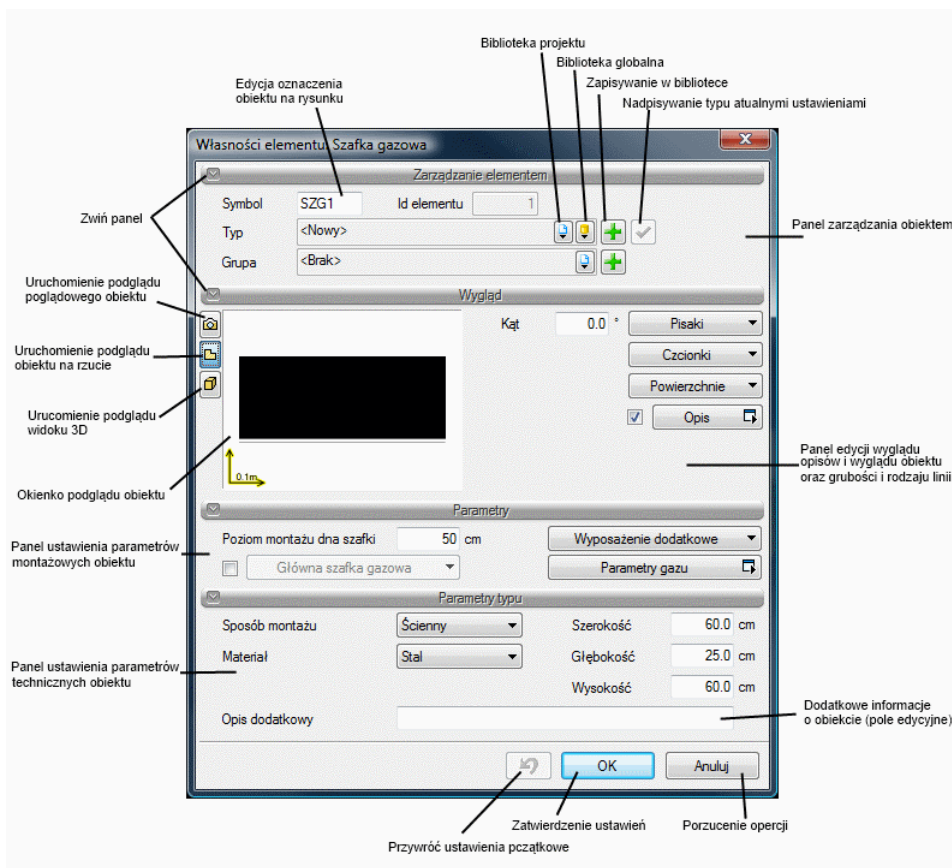 Biblioteka projektu
Biblioteka globalna
Edycja oznaczenia
obiektu na rysunku
Zapisywanie w bibliotece
Nadpisywanie typu atualnymi ustawieniami
Własności elementu: Szafka gazowa
Zarządzanie elementem
Symbol SZG1 Id elementu 1
Zwiń panel
Typ <Nowy>
Panel zarządzania obiektem
Grupa <Brak>
Uruchomienie podglądu
poglądowego obiektu
Wygląd
Kąt 0.0 ° Pisaki
Uruchomienie podglądu
obiektu na rzucie
Czcionki
Powierzchnie
Urucomienie podglądu
widoku 3D
Opis
Panel edycji wyglądu
opisów i wyglądu obiektu
oraz grubości i rodzaju linii
0.1m
Okienko podglądu obiektu
Parametry
Panel ustawienia parametrów
montażowych obiektu
Poziom montażu dna szafki 50 cm Wyposażenie dodatkowe
Główna szafka gazowa Parametry gazu
Parametry typu
Sposób montażu Ścienny Szerokość 60.0 cm
Materiał Stal Głębokość 25.0 cm
Panel ustawienia parametrów
technicznych obiektu
Wysokość 60.0 cm
Opis dodatkowy
Dodatkowe informacje
o obiekcie (pole edycyjne)
OK Anuluj
Zatwierdzenie ustawień
Porzucenie opercji
Przywróć ustawienia pczątkowe